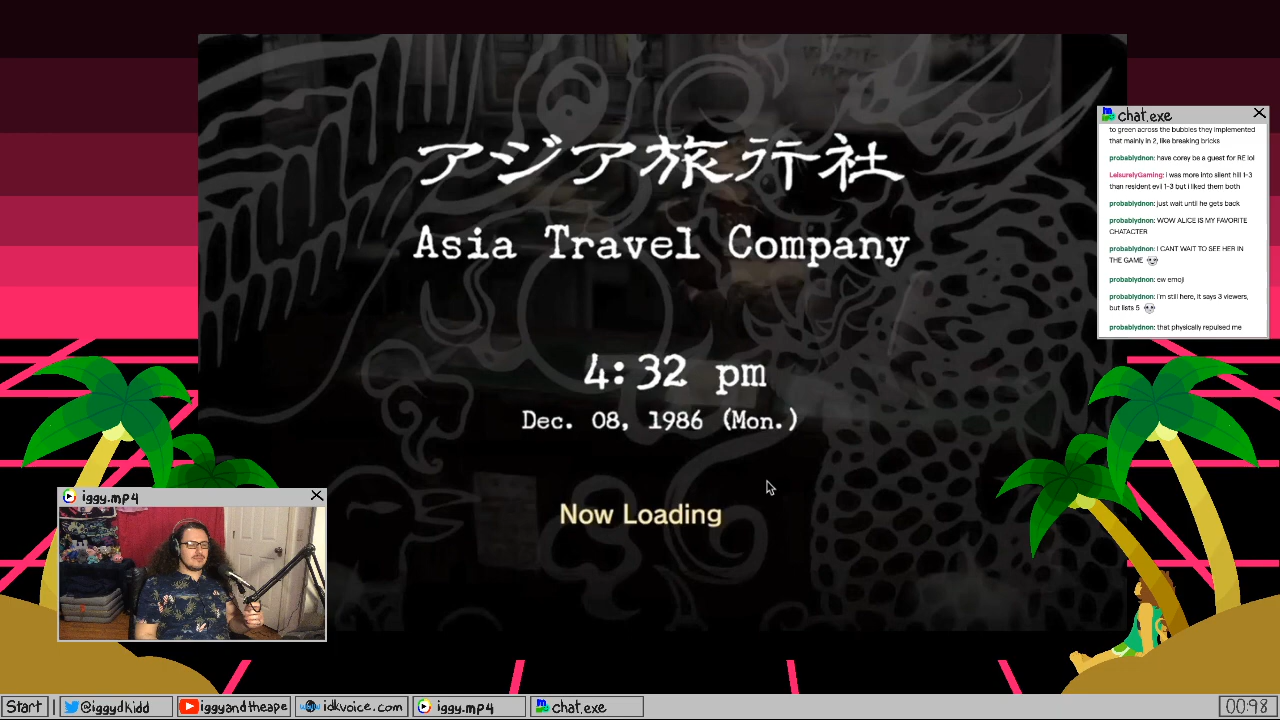 アジア旅行社
Asia Travel Company
4:32 pm
Dec. 08, 1986 (Mon.)
Now Loading
chat.exe
to green across the bubbles they implemented
that mainly in 2, like breaking bricks
probablydnon: have corey be a guest for RE lol
LeisurelyGaming: i was more into silent hill 1-3
than resident evil 1-3 but i liked them both
probablydnon: just wait until he gets back
probablydnon: WOW ALICE IS MY FAVORITE
CHATACTER
probablydnon: I CANT WAIT TO SEE HER IN
THE GAME
probablydnon: ew emoji
probablydnon: i'm still here, it says 3 viewers,
but lists 5
probablydnon: that physically repulsed me
iggy.mp4
Start
@iggydkidd
iggyandtheape
www
idkvoice.com
iggy.mp4
chat.exe
00:98